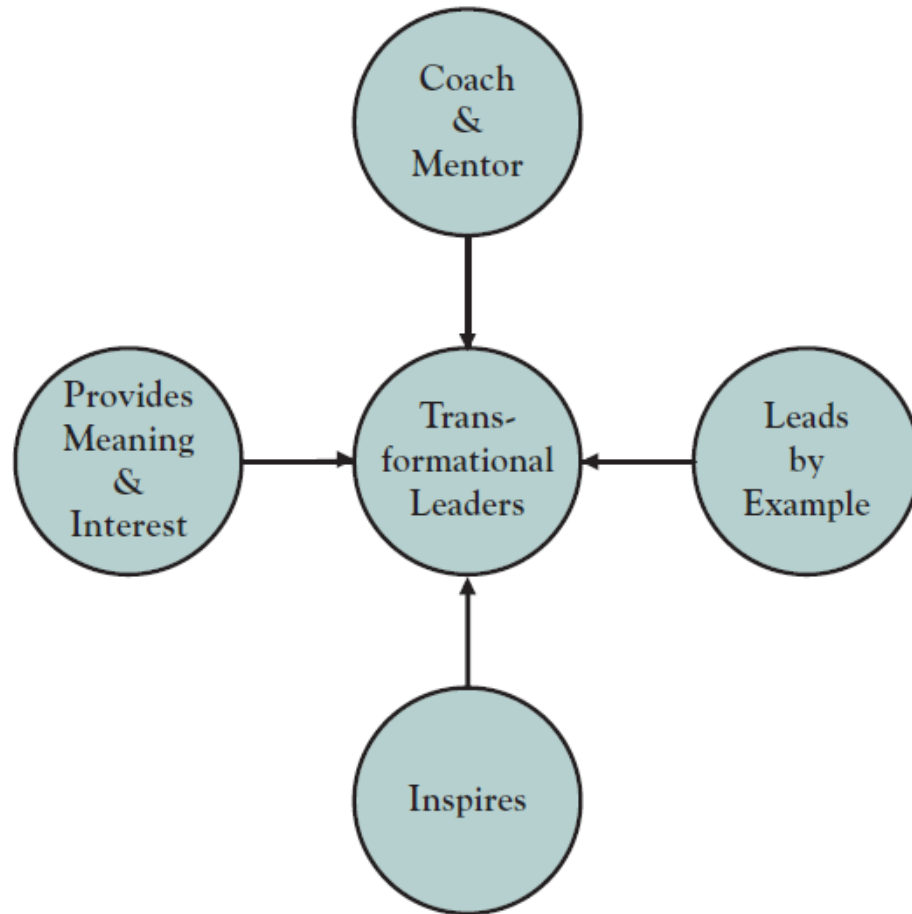 Coach
&
Mentor
Provides
Meaning
&
Interest
Trans-
formational
Leaders
Leads
by
Example
Inspires